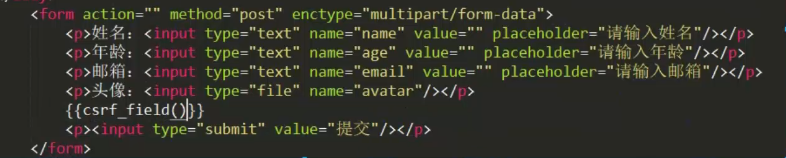 <form action="" method="post" enctype="multipart/form-data">
<p>姓名：<input type="text" name="name" value="" placeholder="请输入姓名"/></p>
<p>年龄：<input type="text" name="age" value="" placeholder="请输入年龄"/></p>
<p>邮箱：<input type="text" name="email" value="" placeholder="请输入邮箱"/></p>
<p>头像：<input type="file" name="avatar"/></p>
{{csrf_field()}}
<p><input type="submit" value="提交"/></p>
</form>